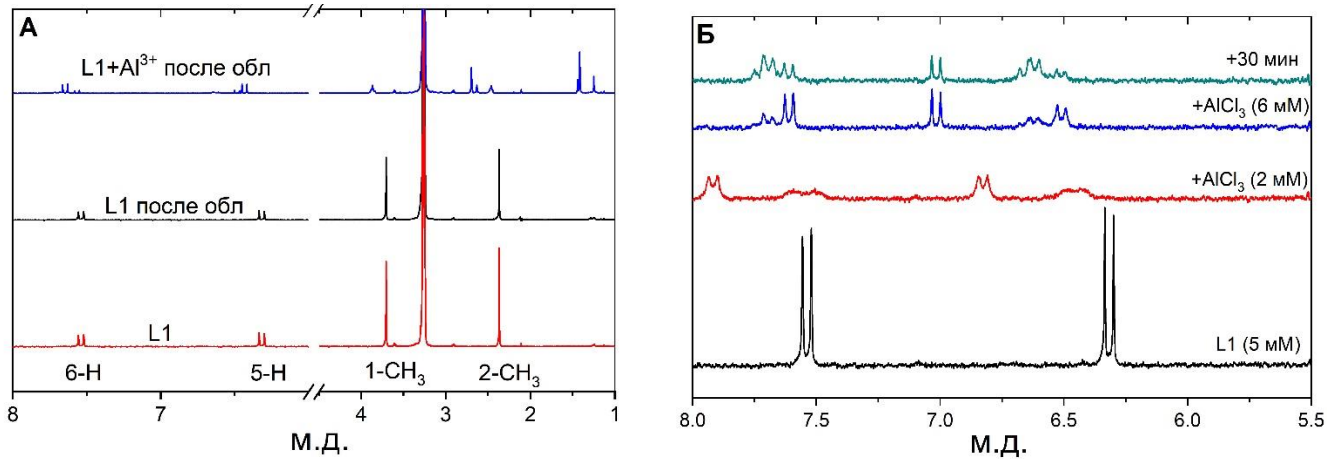 А
L1+Al³⁺ после обл
L1 после обл
L1
6-H
5-H
1-CH₃
2-CH₃
8
7
4
3
2
1
м.д.
Б
+30 мин
+AlCl₃ (6 мМ)
+AlCl₃ (2 мМ)
L1 (5 мМ)
8.0
7.5
7.0
6.5
6.0
5.5
м.д.